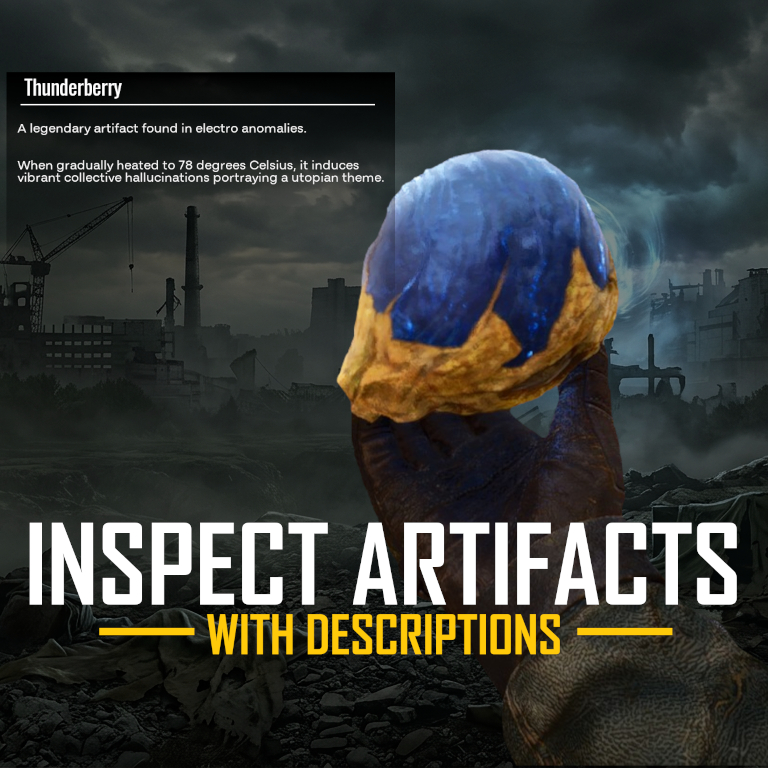 Thunderberry
A legendary artifact found in electro anomalies.
When gradually heated to 78 degrees Celsius, it induces
vibrant collective hallucinations portraying a utopian theme.
INSPECT ARTIFACTS
WITH DESCRIPTIONS